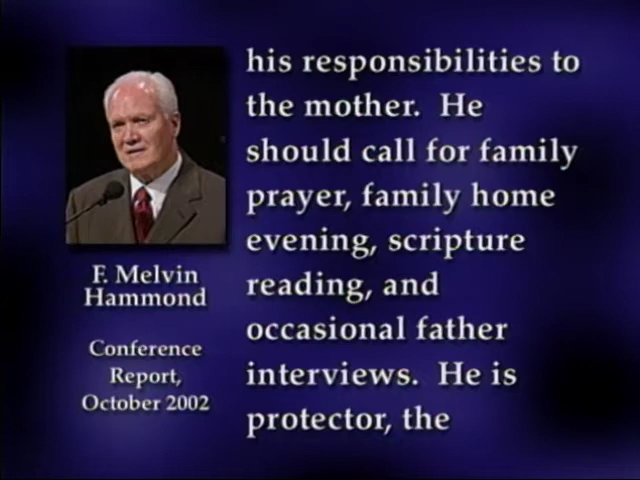 his responsibilities to
the mother.  He
should call for family
prayer, family home
evening, scripture
reading, and
occasional father
interviews.  He is
protector, the
F. Melvin
Hammond
Conference
Report,
October 2002